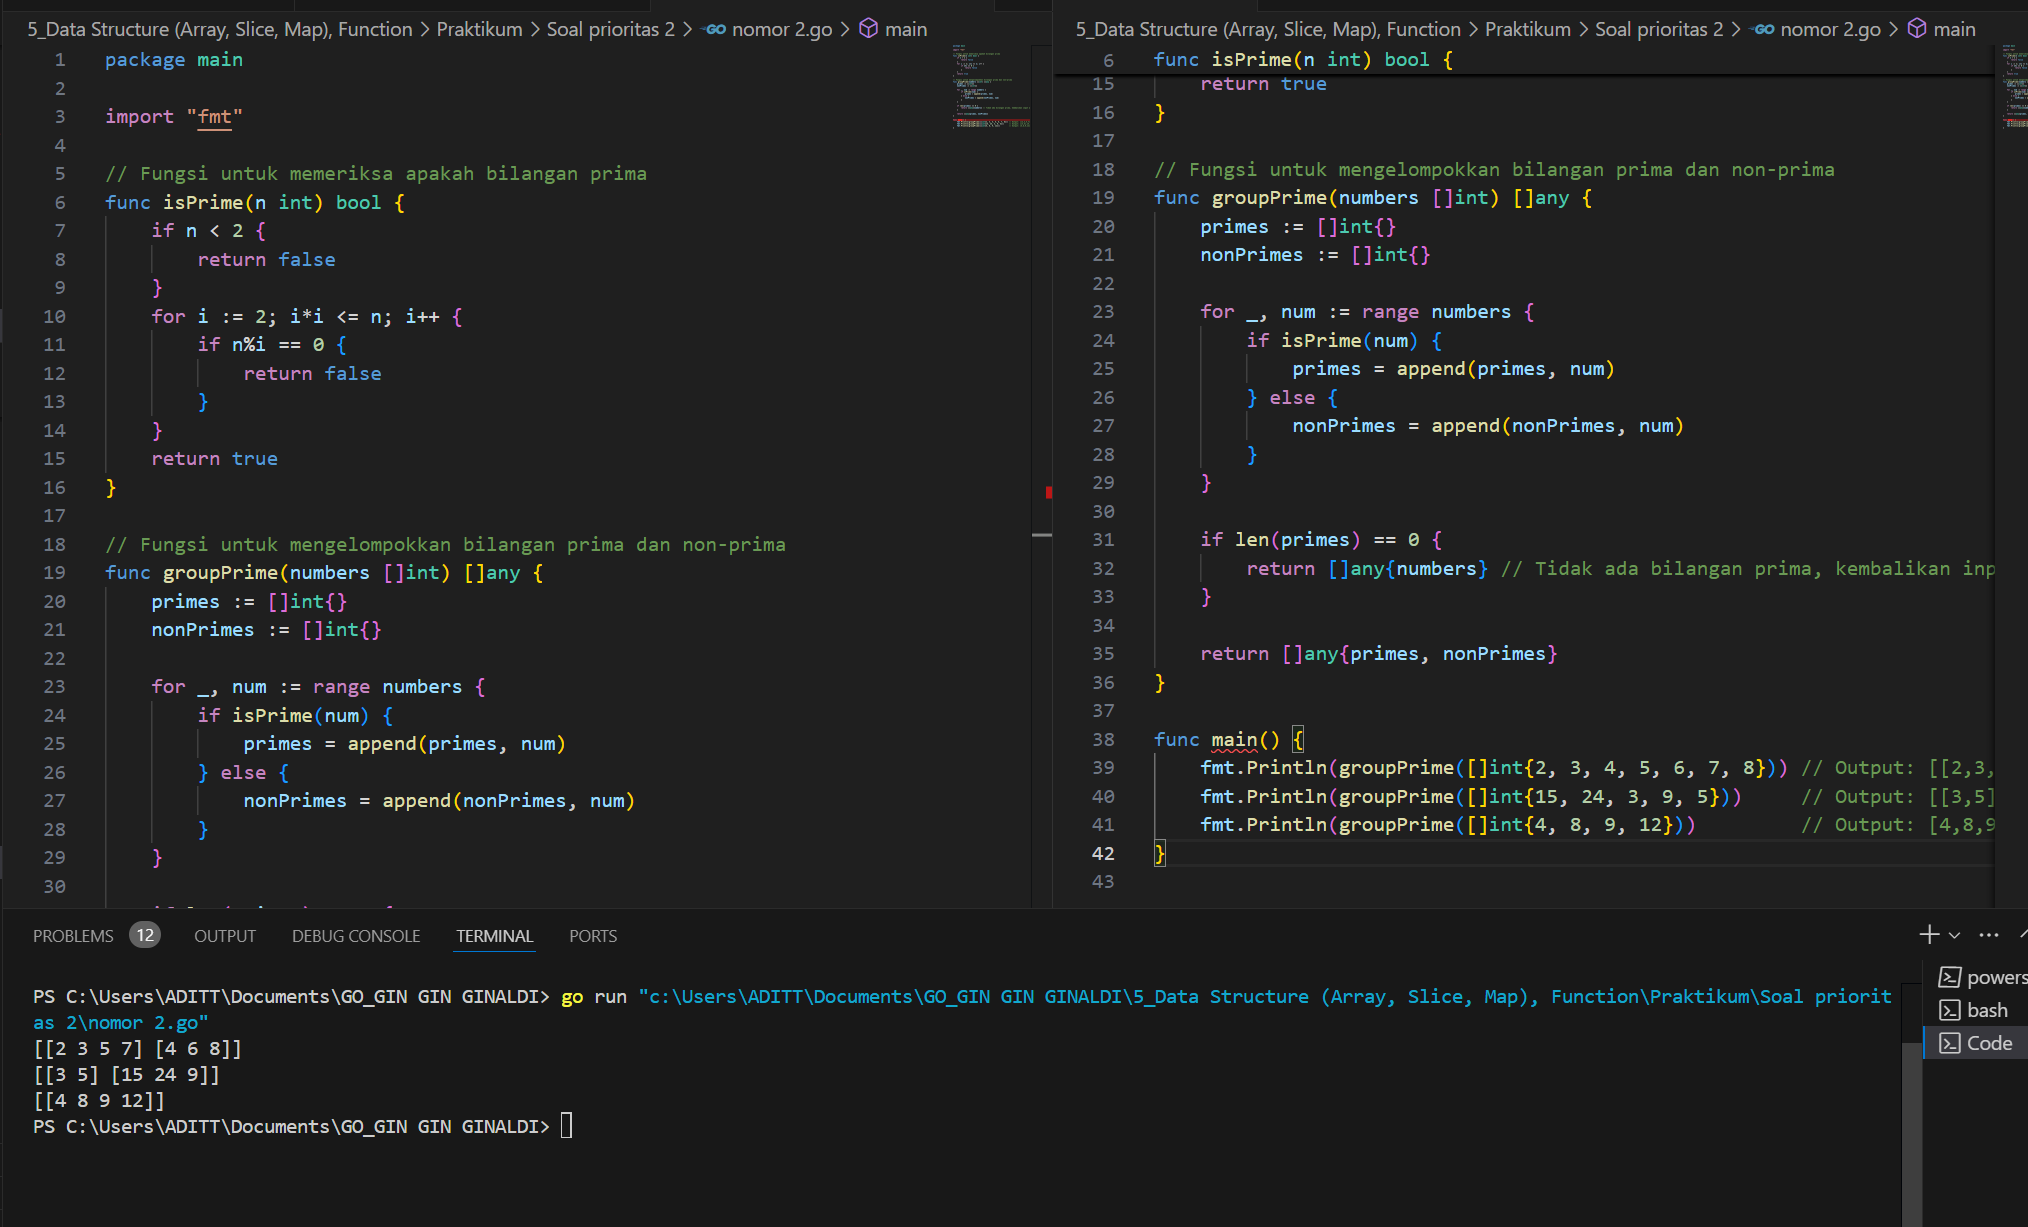 5_Data Structure (Array, Slice, Map), Function > Praktikum > Soal prioritas 2 > GO nomor 2.go > main
1 package main
2
3 import "fmt"
4
5 // Fungsi untuk memeriksa apakah bilangan prima
6 func isPrime(n int) bool {
7 if n < 2 {
8 return false
9 }
10 for i := 2; i*i <= n; i++ {
11 if n%i == 0 {
12 return false
13 }
14 }
15 return true
16 }
17
18 // Fungsi untuk mengelompokkan bilangan prima dan non-prima
19 func groupPrime(numbers []int) []any {
20 primes := []int{}
21 nonPrimes := []int{}
22
23 for _, num := range numbers {
24 if isPrime(num) {
25 primes = append(primes, num)
26 } else {
27 nonPrimes = append(nonPrimes, num)
28 }
29 }
30
5_Data Structure (Array, Slice, Map), Function > Praktikum > Soal prioritas 2 > GO nomor 2.go > main
6 func isPrime(n int) bool {
15 return true
16 }
17
18 // Fungsi untuk mengelompokkan bilangan prima dan non-prima
19 func groupPrime(numbers []int) []any {
20 primes := []int{}
21 nonPrimes := []int{}
22
23 for _, num := range numbers {
24 if isPrime(num) {
25 primes = append(primes, num)
26 } else {
27 nonPrimes = append(nonPrimes, num)
28 }
29 }
30
31 if len(primes) == 0 {
32 return []any{numbers} // Tidak ada bilangan prima, kembalikan inp
33 }
34
35 return []any{primes, nonPrimes}
36 }
37
38 func main() {
39 fmt.Println(groupPrime([]int{2, 3, 4, 5, 6, 7, 8})) // Output: [[2,3,
40 fmt.Println(groupPrime([]int{15, 24, 3, 9, 5})) // Output: [[3,5]
41 fmt.Println(groupPrime([]int{4, 8, 9, 12})) // Output: [4,8,9
42 }
43
PROBLEMS 12 OUTPUT DEBUG CONSOLE TERMINAL PORTS
PS C:\Users\ADITT\Documents\GO_GIN GIN GINALDI> go run "c:\Users\ADITT\Documents\GO_GIN GIN GINALDI\5_Data Structure (Array, Slice, Map), Function\Praktikum\Soal priorit
as 2\nomor 2.go"
[[2 3 5 7] [4 6 8]]
[[3 5] [15 24 9]]
[[4 8 9 12]]
PS C:\Users\ADITT\Documents\GO_GIN GIN GINALDI>
powers
bash
Code